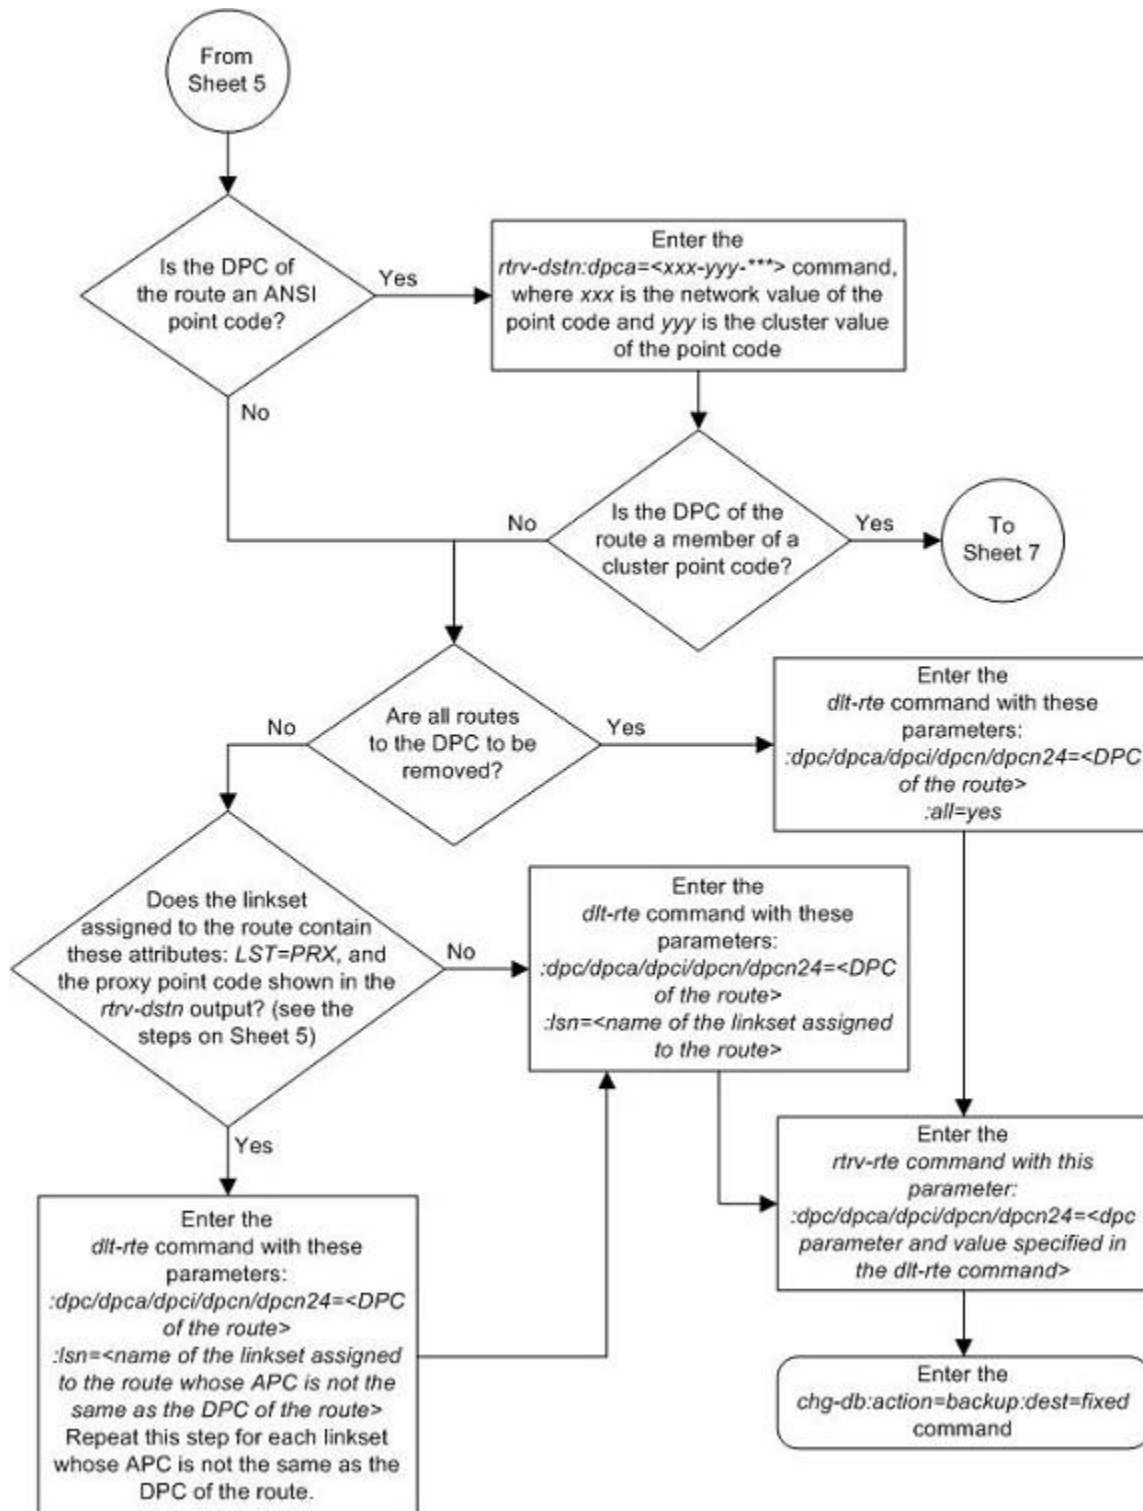 From
Sheet 5
Is the DPC of
the route an ANSI
point code?
Yes
No
Enter the
rtrv-dstn:dpca=<xxx-yyy-***> command,
where xxx is the network value of the
point code and yyy is the cluster value
of the point code
Is the DPC of the
route a member of a
cluster point code?
No
Yes
To
Sheet 7
Are all routes
to the DPC to be
removed?
No
Yes
Enter the
dlt-rte command with these
parameters:
:dpc/dpca/dpci/dpcn/dpcn24=<DPC
of the route>
:all=yes
Does the linkset
assigned to the route contain
these attributes: LST=PRX, and
the proxy point code shown in the
rtrv-dstn output? (see the
steps on Sheet 5)
No
Yes
Enter the
dlt-rte command with these
parameters:
:dpc/dpca/dpci/dpcn/dpcn24=<DPC
of the route>
:lsn=<name of the linkset assigned
to the route>
Enter the
dlt-rte command with these
parameters:
:dpc/dpca/dpci/dpcn/dpcn24=<DPC
of the route>
:lsn=<name of the linkset assigned
to the route whose APC is not the
same as the DPC of the route>
Repeat this step for each linkset
whose APC is not the same as the
DPC of the route.
Enter the
rtrv-rte command with this
parameter:
:dpc/dpca/dpci/dpcn/dpcn24=<dpc
parameter and value specified in
the dlt-rte command>
Enter the
chg-db:action=backup:dest=fixed
command